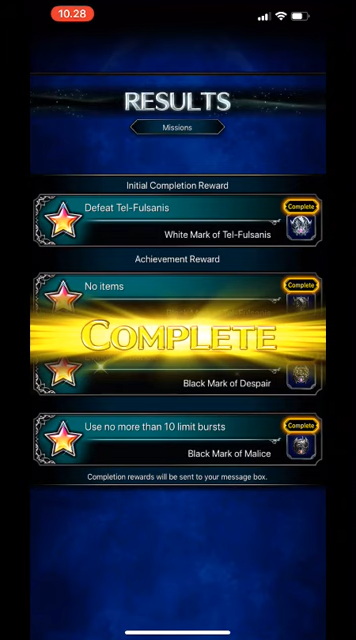 10.28
RESULTS
Missions
Initial Completion Reward
Defeat Tel-Fulsanis
Complete
White Mark of Tel-Fulsanis
Achievement Reward
No items
Complete
COMPLETE
Black Mark of Despair
Use no more than 10 limit bursts
Complete
Black Mark of Malice
Completion rewards will be sent to your message box.